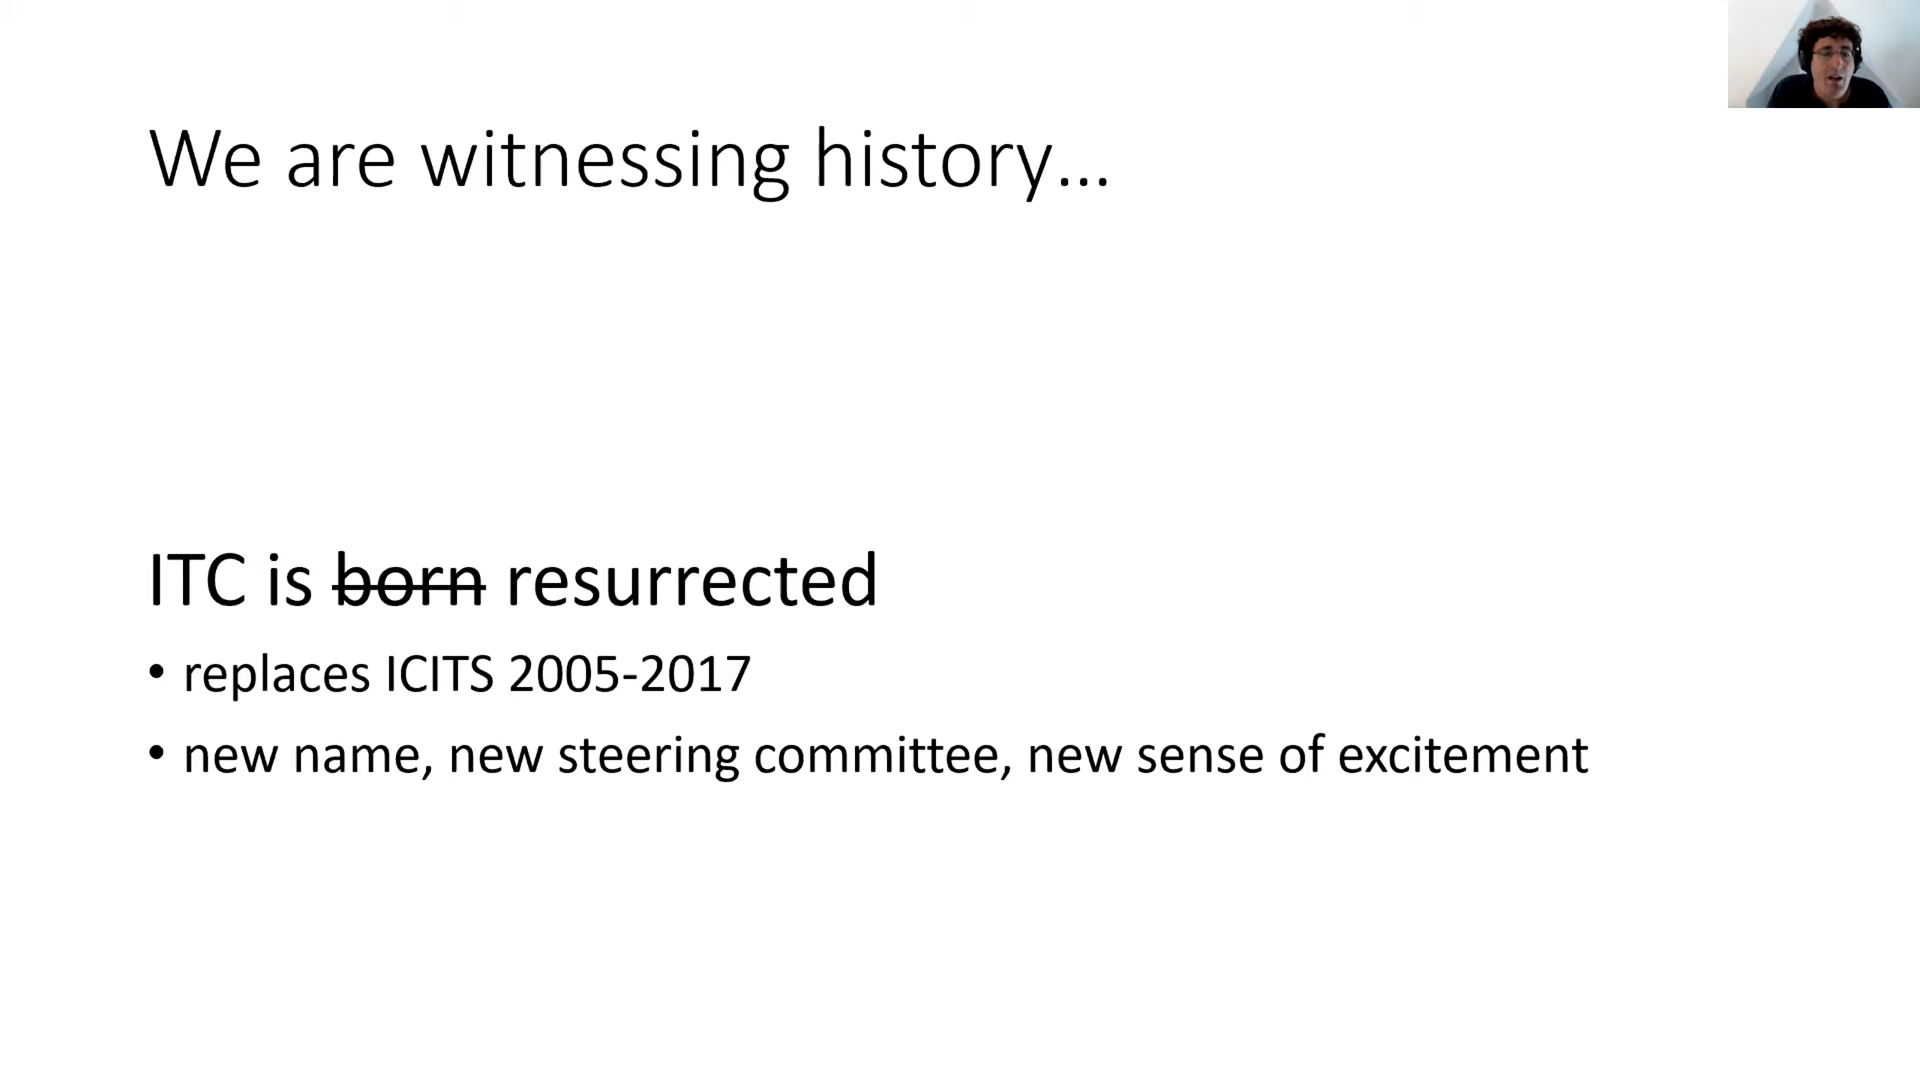 We are witnessing history...
ITC is born resurrected
• replaces ICITS 2005-2017
• new name, new steering committee, new sense of excitement